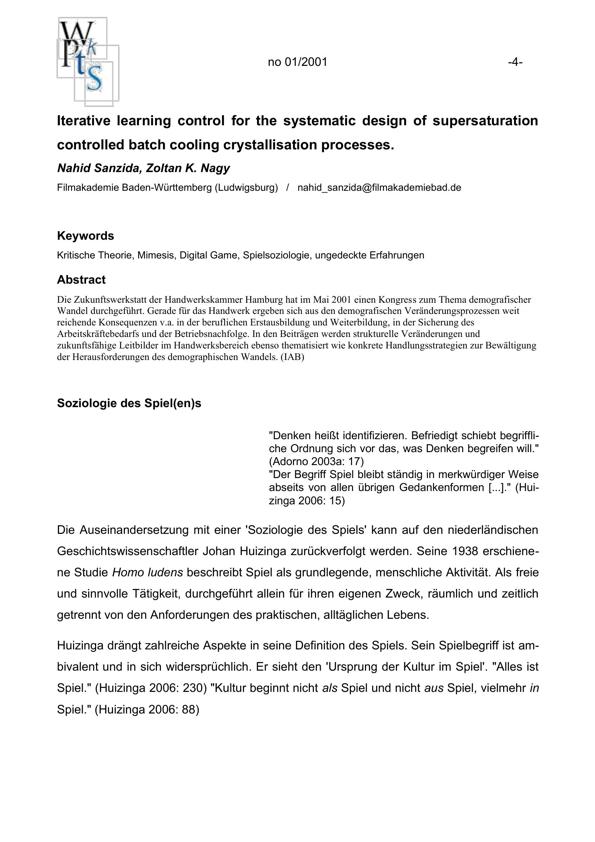 W
P k
t s
S
no 01/2001 -4-
Iterative learning control for the systematic design of supersaturation
controlled batch cooling crystallisation processes.
Nahid Sanzida, Zoltan K. Nagy
Filmakademie Baden-Württemberg (Ludwigsburg) / nahid_sanzida@filmakademiebad.de
Keywords
Kritische Theorie, Mimesis, Digital Game, Spielsoziologie, ungedeckte Erfahrungen
Abstract
Die Zukunftswerkstatt der Handwerkskammer Hamburg hat im Mai 2001 einen Kongress zum Thema demografischer
Wandel durchgeführt. Gerade für das Handwerk ergeben sich aus den demografischen Veränderungsprozessen weit
reichende Konsequenzen v.a. in der beruflichen Erstausbildung und Weiterbildung, in der Sicherung des
Arbeitskräftebedarfs und der Betriebsnachfolge. In den Beiträgen werden strukturelle Veränderungen und
zukunftsfähige Leitbilder im Handwerksbereich ebenso thematisiert wie konkrete Handlungsstrategien zur Bewältigung
der Herausforderungen des demographischen Wandels. (IAB)
Soziologie des Spiel(en)s
"Denken heißt identifizieren. Befriedigt schiebt begriffli-
che Ordnung sich vor das, was Denken begreifen will."
(Adorno 2003a: 17)
"Der Begriff Spiel bleibt ständig in merkwürdiger Weise
abseits von allen übrigen Gedankenformen [...]." (Hui-
zinga 2006: 15)
Die Auseinandersetzung mit einer 'Soziologie des Spiels' kann auf den niederländischen
Geschichtswissenschaftler Johan Huizinga zurückverfolgt werden. Seine 1938 erschiene-
ne Studie Homo ludens beschreibt Spiel als grundlegende, menschliche Aktivität. Als freie
und sinnvolle Tätigkeit, durchgeführt allein für ihren eigenen Zweck, räumlich und zeitlich
getrennt von den Anforderungen des praktischen, alltäglichen Lebens.
Huizinga drängt zahlreiche Aspekte in seine Definition des Spiels. Sein Spielbegriff ist am-
bivalent und in sich widersprüchlich. Er sieht den 'Ursprung der Kultur im Spiel'. "Alles ist
Spiel." (Huizinga 2006: 230) "Kultur beginnt nicht als Spiel und nicht aus Spiel, vielmehr in
Spiel." (Huizinga 2006: 88)